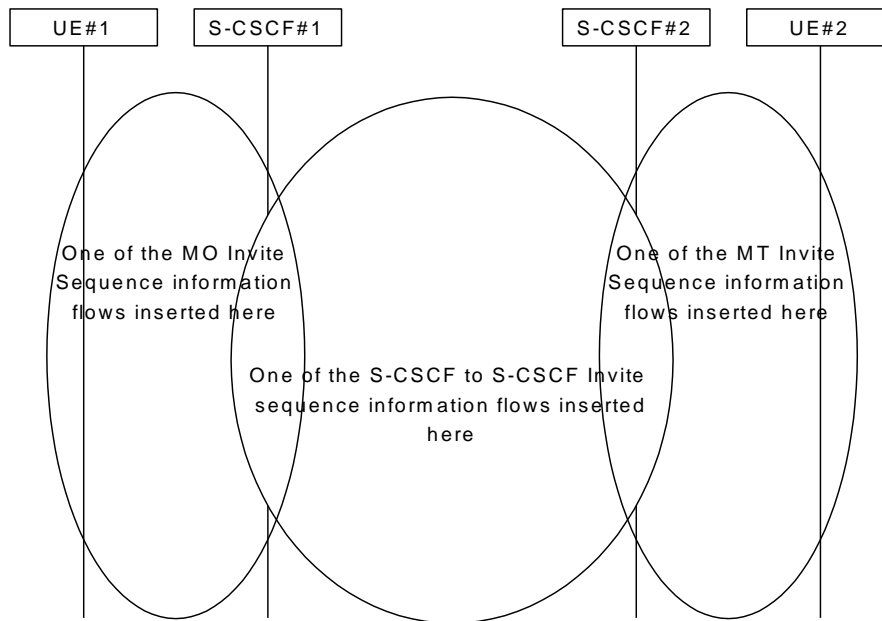 UE#1
S-CSCF#1
S-CSCF#2
UE#2
One of the MO Invite
Sequence information
flows inserted here
One of the MT Invite
Sequence information
flows inserted here
One of the S-CSCF to S-CSCF Invite
sequence information flows inserted
here